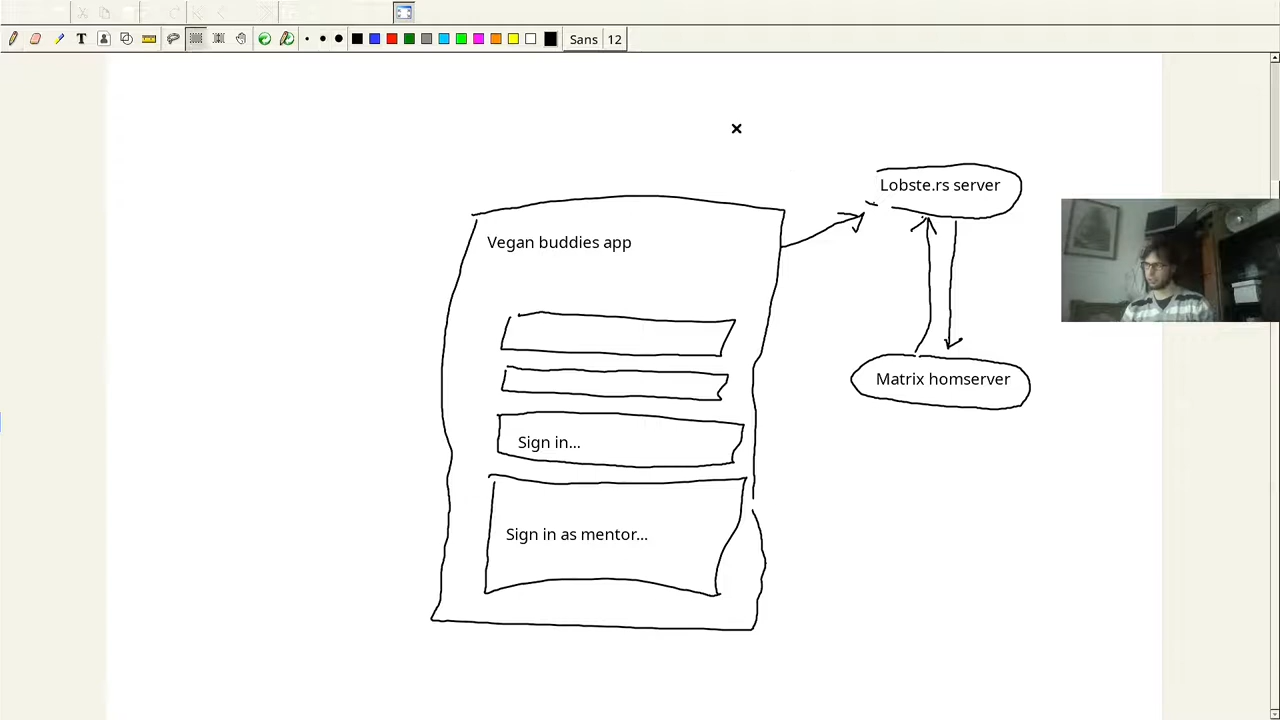 T
Sans 12
Lobste.rs server
Vegan buddies app
Matrix homserver
Sign in...
Sign in as mentor...